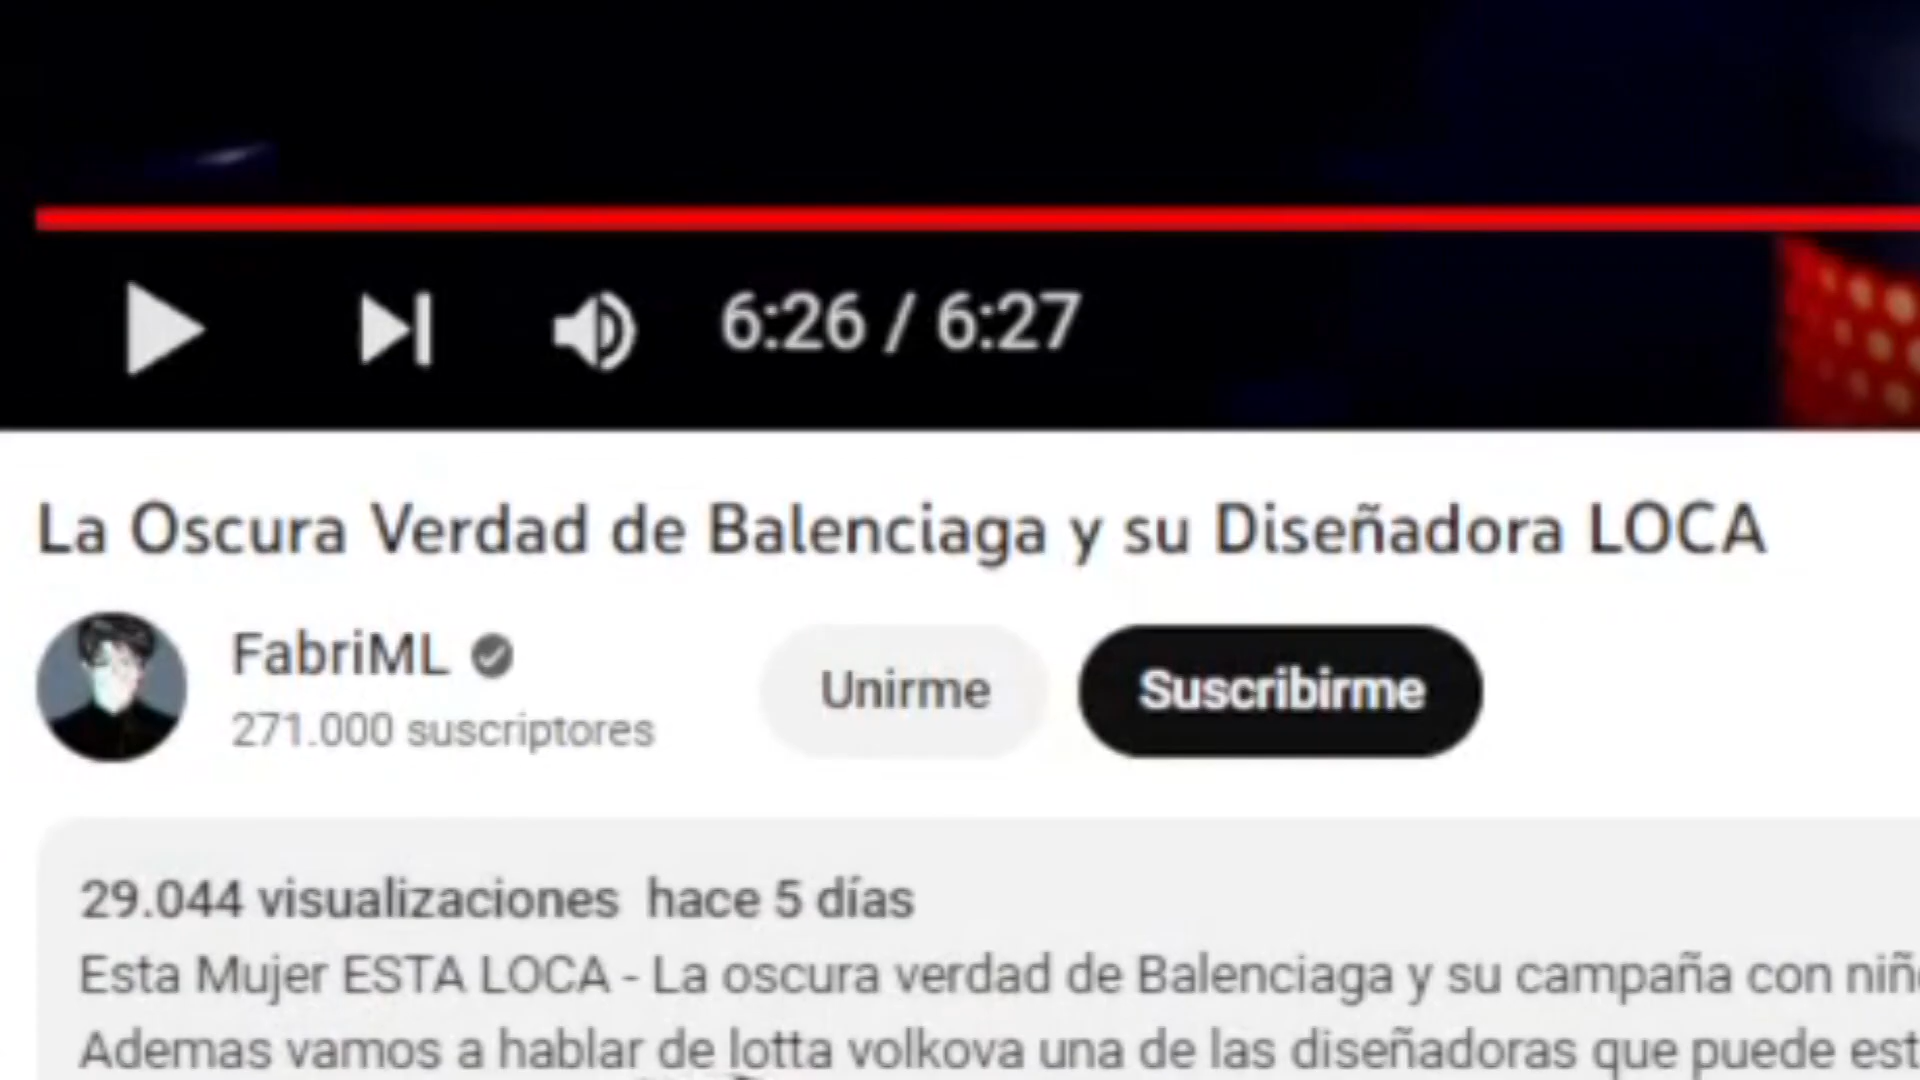 6:26 / 6:27
La Oscura Verdad de Balenciaga y su Diseñadora LOCA
FabriML
271.000 suscriptores
Unirme
Suscribirme
29.044 visualizaciones hace 5 días
Esta Mujer ESTA LOCA - La oscura verdad de Balenciaga y su campaña con
Ademas vamos a hablar de lotta volkova una de las diseñadoras que puede